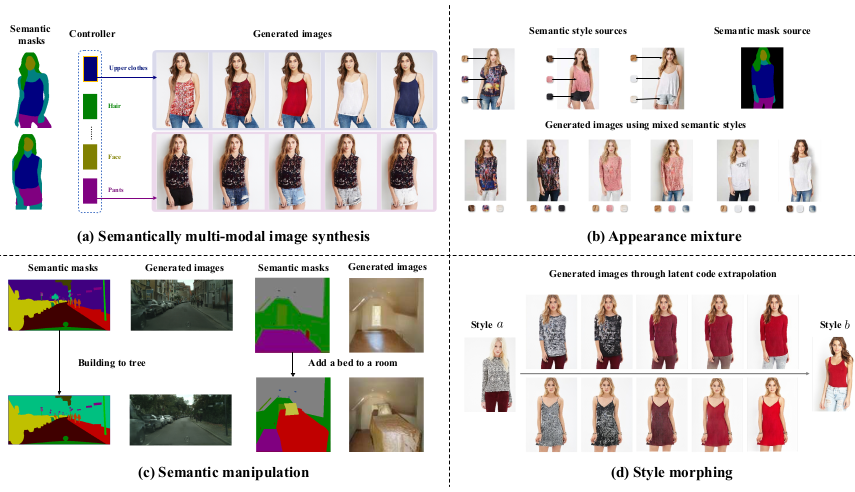 Semantic
masks
Controller
Generated images
Upper clothes
Hair
Face
Pants
(a) Semantically multi-modal image synthesis
Semantic style sources
Semantic mask source
Generated images using mixed semantic styles
(b) Appearance mixture
Semantic masks
Generated images
Semantic masks
Generated images
Building to tree
Add a bed to a room
(c) Semantic manipulation
Generated images through latent code extrapolation
Style a
Style b
(d) Style morphing